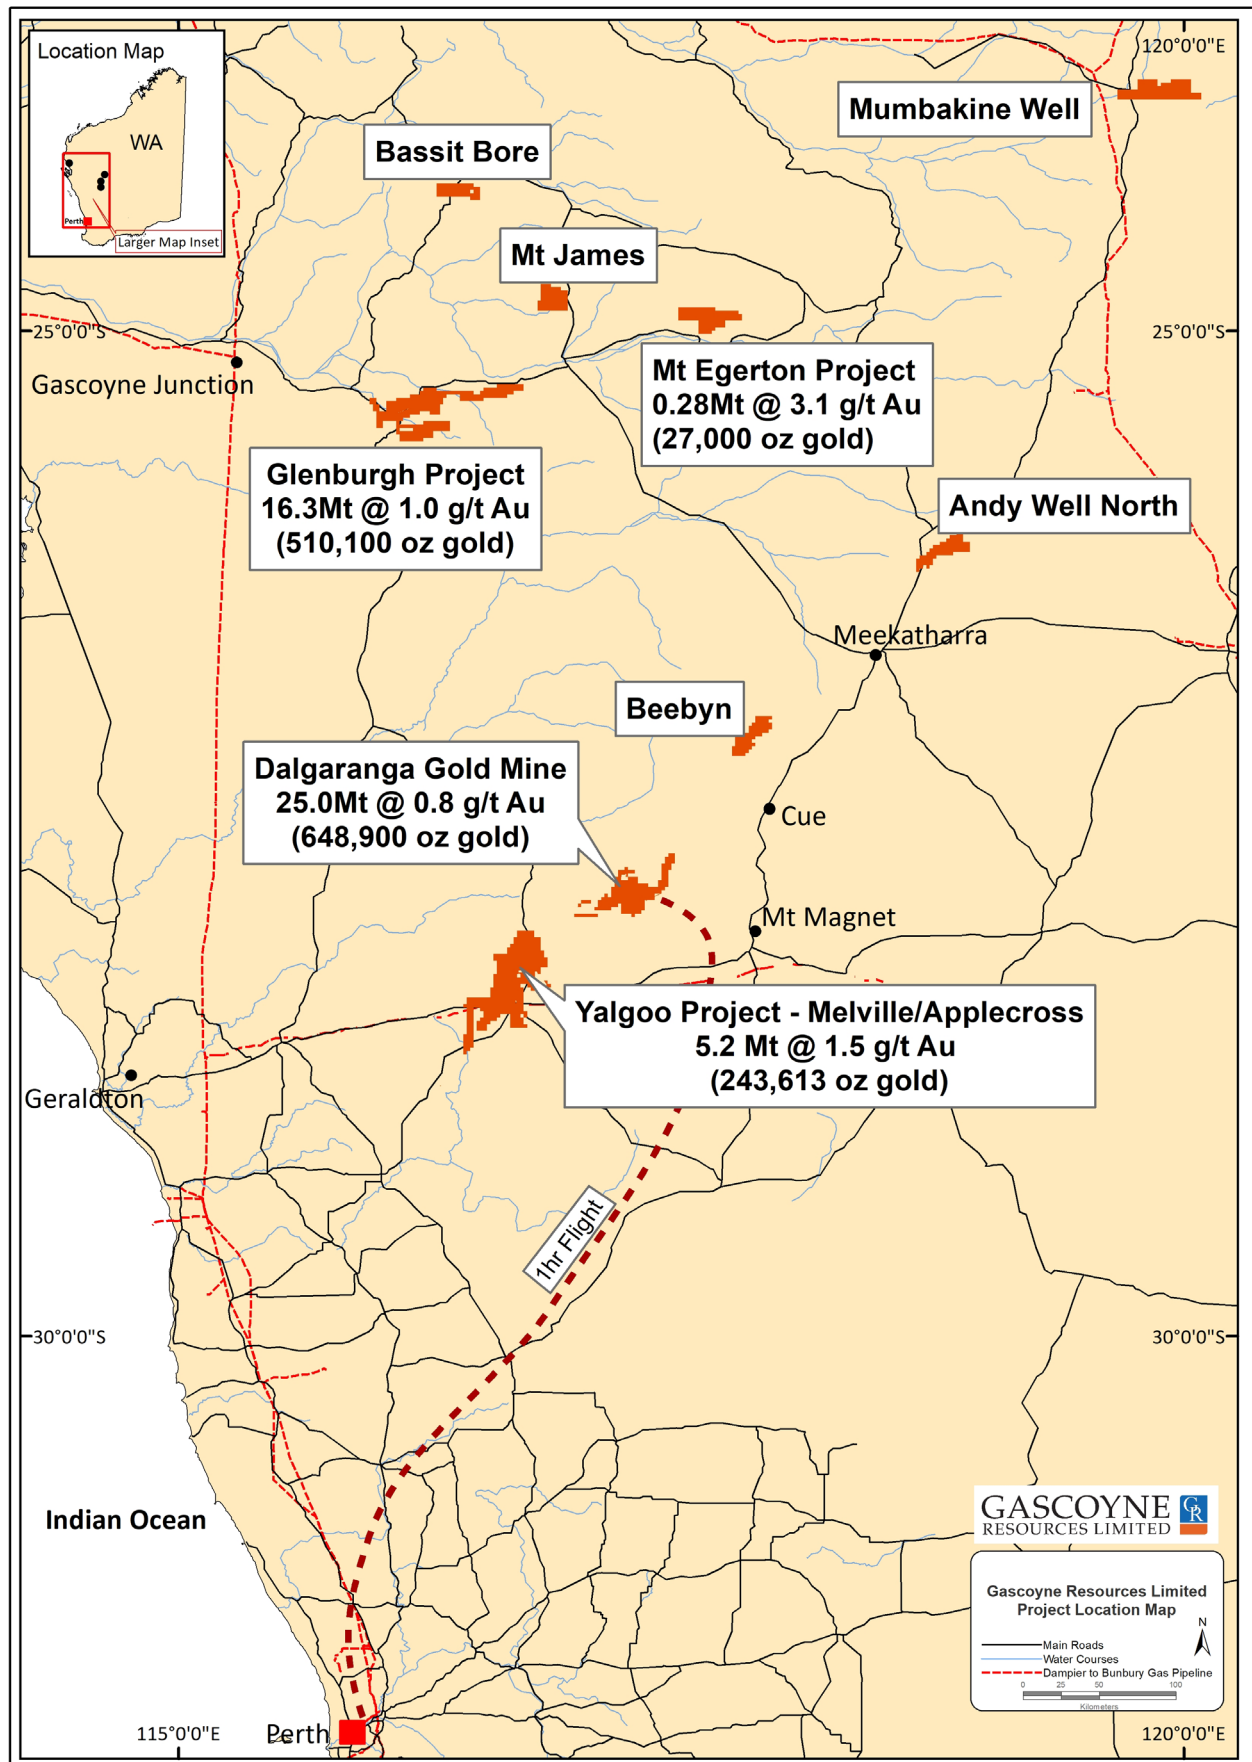 Location Map
WA
Perth
Larger Map Inset
120°0'0"E
Mumbakine Well
Bassit Bore
Mt James
25°0'0"S
25°0'0"S
Gascoyne Junction
Mt Egerton Project
0.28Mt @ 3.1 g/t Au
(27,000 oz gold)
Glenburgh Project
16.3Mt @ 1.0 g/t Au
(510,100 oz gold)
Andy Well North
Meekatharra
Beebyn
Dalgaranga Gold Mine
25.0Mt @ 0.8 g/t Au
(648,900 oz gold)
Cue
Mt Magnet
Yalgoo Project - Melville/Applecross
5.2 Mt @ 1.5 g/t Au
(243,613 oz gold)
Geraldton
1hr Flight
30°0'0"S
30°0'0"S
Indian Ocean
GASCOYNE
RESOURCES LIMITED
GR
Gascoyne Resources Limited
Project Location Map
N
Main Roads
Water Courses
Dampier to Bunbury Gas Pipeline
0 25 50 100
Kilometers
Perth
115°0'0"E
120°0'0"E